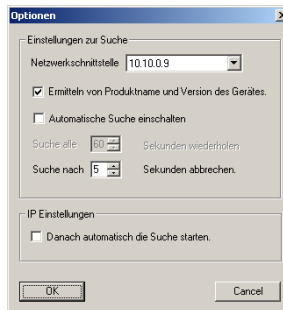 Optionen
Einstellungen zur Suche
Netzwerkschnittstelle 10.10.0.9
Ermitteln von Produktname und Version des Gerätes.
Automatische Suche einschalten
Suche alle 60 Sekunden wiederholen
Suche nach 5 Sekunden abbrechen.
IP Einstellungen
Danach automatisch die Suche starten.
OK Cancel